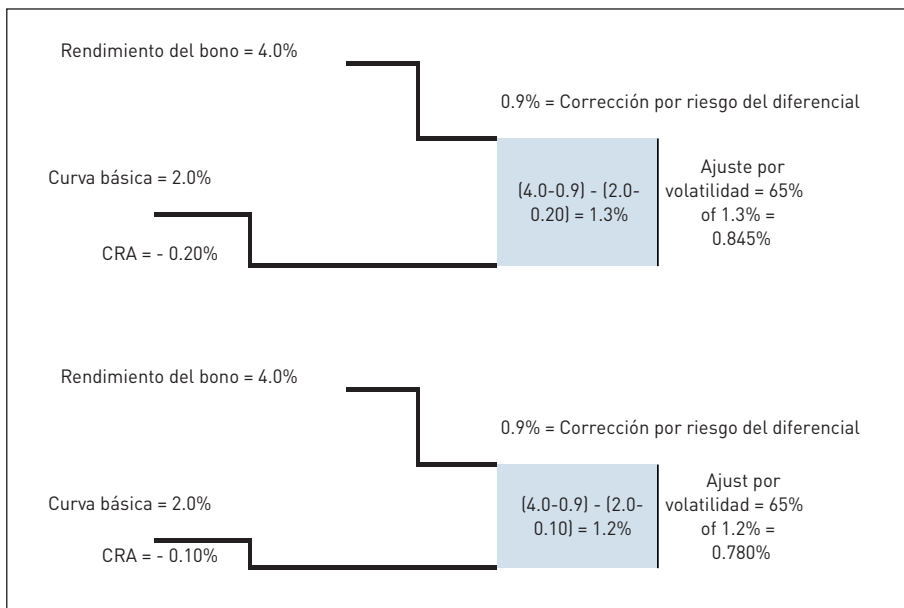 Rendimiento del bono = 4.0%
0.9% = Corrección por riesgo del diferencial
Curva básica = 2.0%
CRA = - 0.20%
(4.0-0.9) - (2.0-
0.20) = 1.3%
Ajuste por
volatilidad = 65%
of 1.3% =
0.845%
Rendimiento del bono = 4.0%
0.9% = Corrección por riesgo del diferencial
Curva básica = 2.0%
CRA = - 0.10%
(4.0-0.9) - (2.0-
0.10) = 1.2%
Ajust por
volatilidad = 65%
of 1.2% =
0.780%